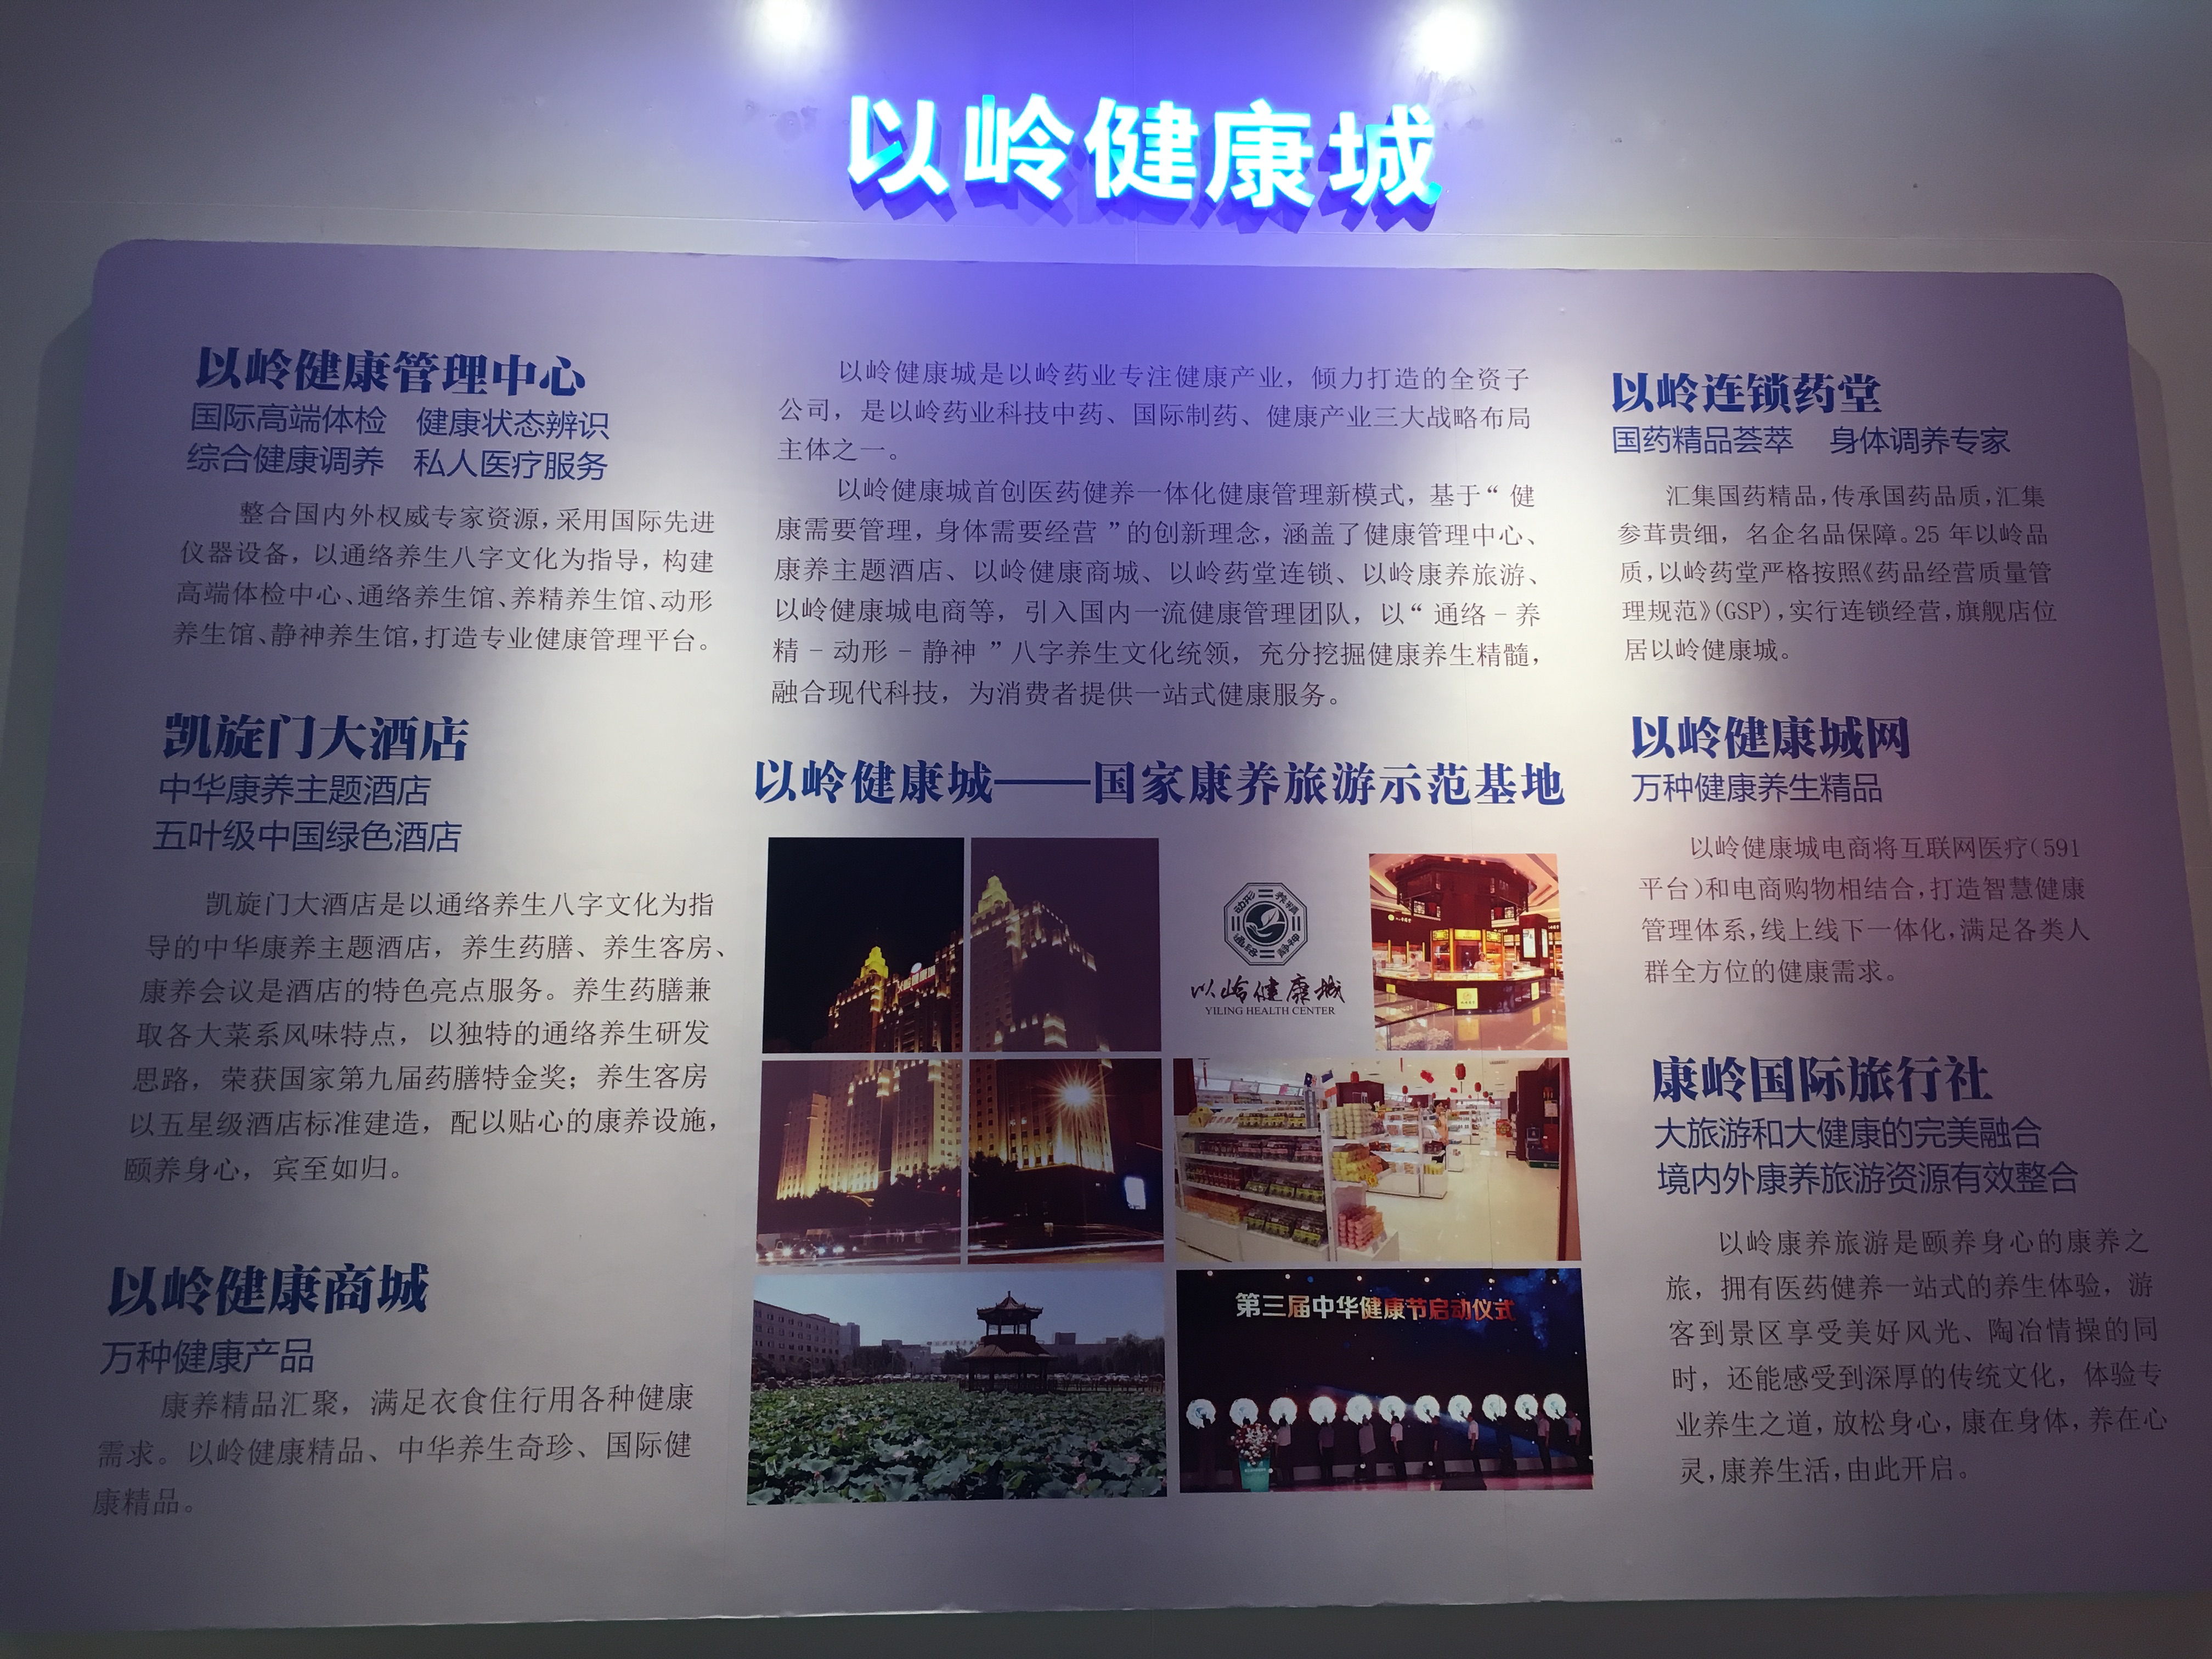 以岭健康城
以岭健康管理中心
国际高端体检 健康状态辨识
综合健康调养 私人医疗服务
整合国内外权威专家资源,采用国际先进
仪器设备，以通络养生八字文化为指导，构建
高端体检中心、通络养生馆、养精养生馆、动形
养生馆、静神养生馆,打造专业健康管理平台。
凯旋门大酒店
中华康养主题酒店
五叶级中国绿色酒店
凯旋门大酒店是以通络养生八字文化为指
导的中华康养主题酒店，养生药膳、养生客房、
康养会议是酒店的特色亮点服务。养生药膳兼
取各大菜系风味特点，以独特的通络养生研发
思路，荣获国家第九届药膳特金奖；养生客房
以五星级酒店标准建造，配以贴心的康养设施，
颐养身心，宾至如归。
以岭健康商城
万种健康产品
康养精品汇聚，满足衣食住行用各种健康
需求。以岭健康精品、中华养生奇珍、国际健
康精品。
以岭健康城是以岭药业专注健康产业，倾力打造的全资子
公司，是以岭药业科技中药、国际制药、健康产业三大战略布局
主体之一。
以岭健康城首创医药健养一体化健康管理新模式，基于“健
康需要管理，身体需要经营”的创新理念，涵盖了健康管理中心、
康养主题酒店、以岭健康商城、以岭药堂连锁、以岭康养旅游、
以岭健康城电商等，引入国内一流健康管理团队，以“通络－养
精－动形－静神”八字养生文化统领，充分挖掘健康养生精髓，
融合现代科技，为消费者提供一站式健康服务。
以岭健康城——国家康养旅游示范基地
动形
养精
通络
静神
以岭健康城
YILING HEALTH CENTER
第三届中华健康节启动仪式
以岭连锁药堂
国药精品荟萃 身体调养专家
汇集国药精品,传承国药品质,汇集
参茸贵细，名企名品保障。25 年以岭品
质,以岭药堂严格按照《药品经营质量管
理规范》(GSP),实行连锁经营,旗舰店位
居以岭健康城。
以岭健康城网
万种健康养生精品
以岭健康城电商将互联网医疗(591
平台)和电商购物相结合,打造智慧健康
管理体系,线上线下一体化,满足各类人
群全方位的健康需求。
康岭国际旅行社
大旅游和大健康的完美融合
境内外康养旅游资源有效整合
以岭康养旅游是颐养身心的康养之
旅，拥有医药健养一站式的养生体验，游
客到景区享受美好风光、陶冶情操的同
时，还能感受到深厚的传统文化，体验专
业养生之道，放松身心,康在身体,养在心
灵,康养生活,由此开启。